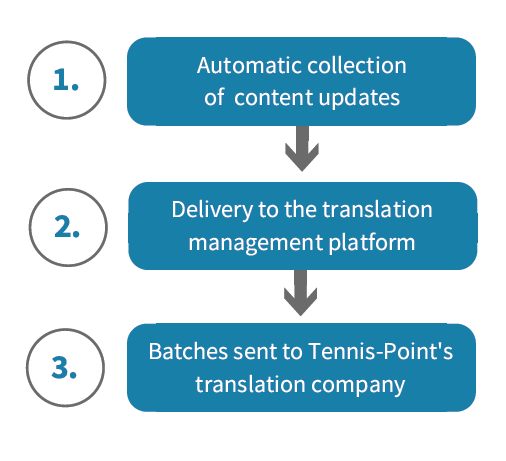 1.
Automatic collection
of content updates
2.
Delivery to the translation
management platform
3.
Batches sent to Tennis-Point's
translation company